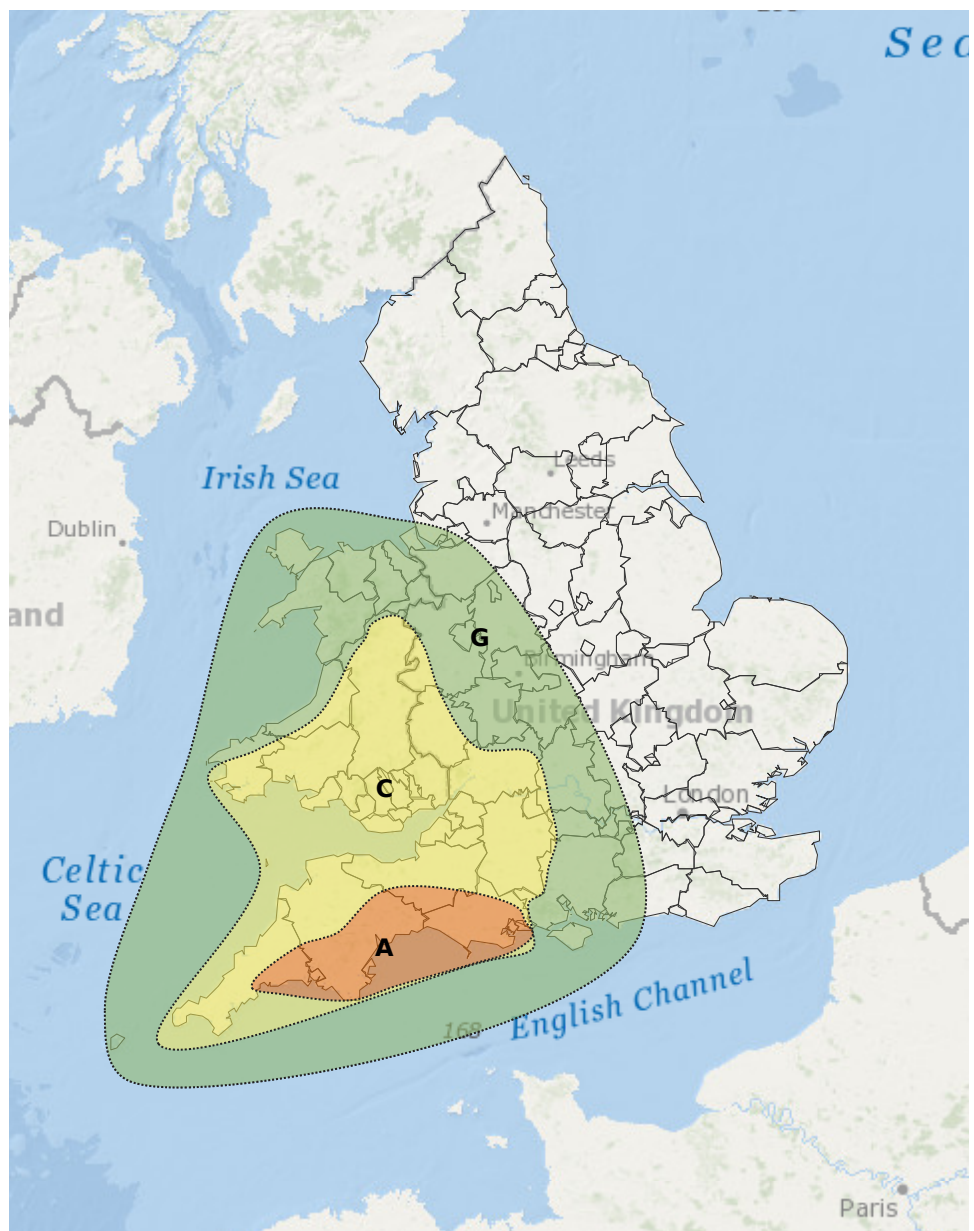 Sea
Irish Sea
Leeds
Manchester
Dublin
and
G
Birmingham
United Kingdom
C
London
Celtic
Sea
A
English Channel
168
Paris